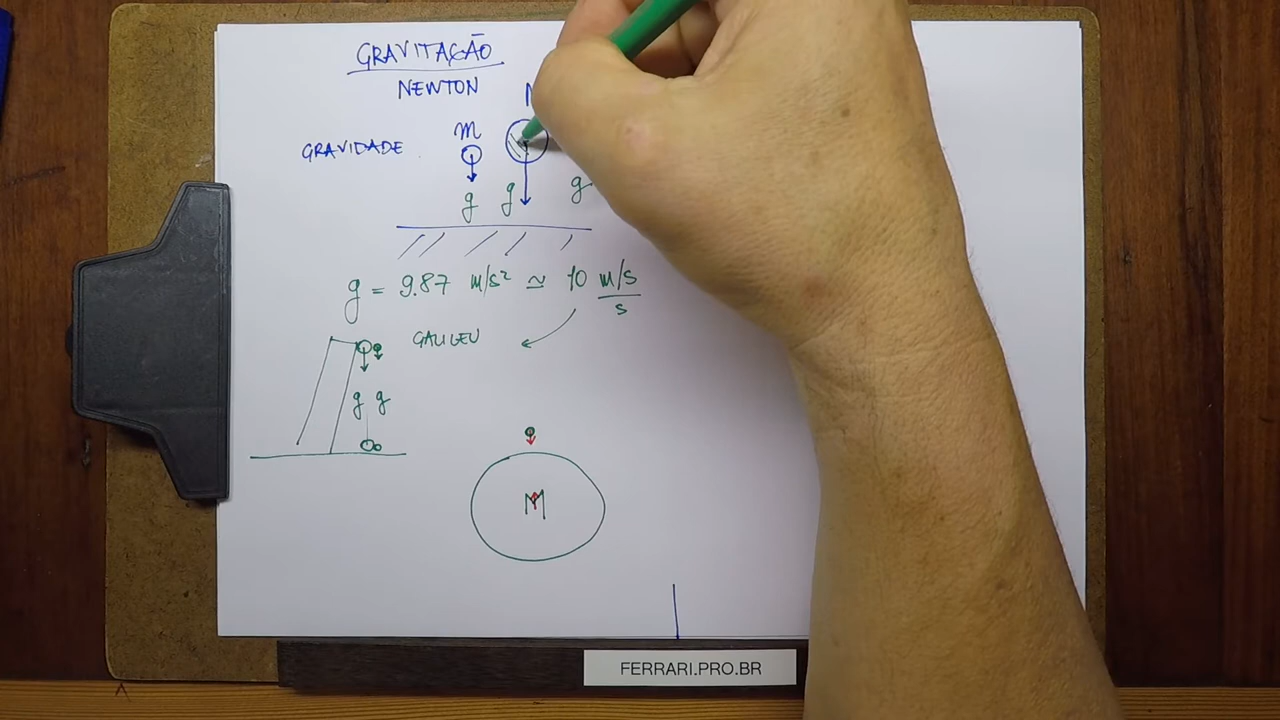 GRAVITAÇÃO
NEWTON
m
GRAVIDADE
g g g
g = 9.87 m/s² ≃ 10 m/s
s
GALILEU
g g
M
FERRARI.PRO.BR